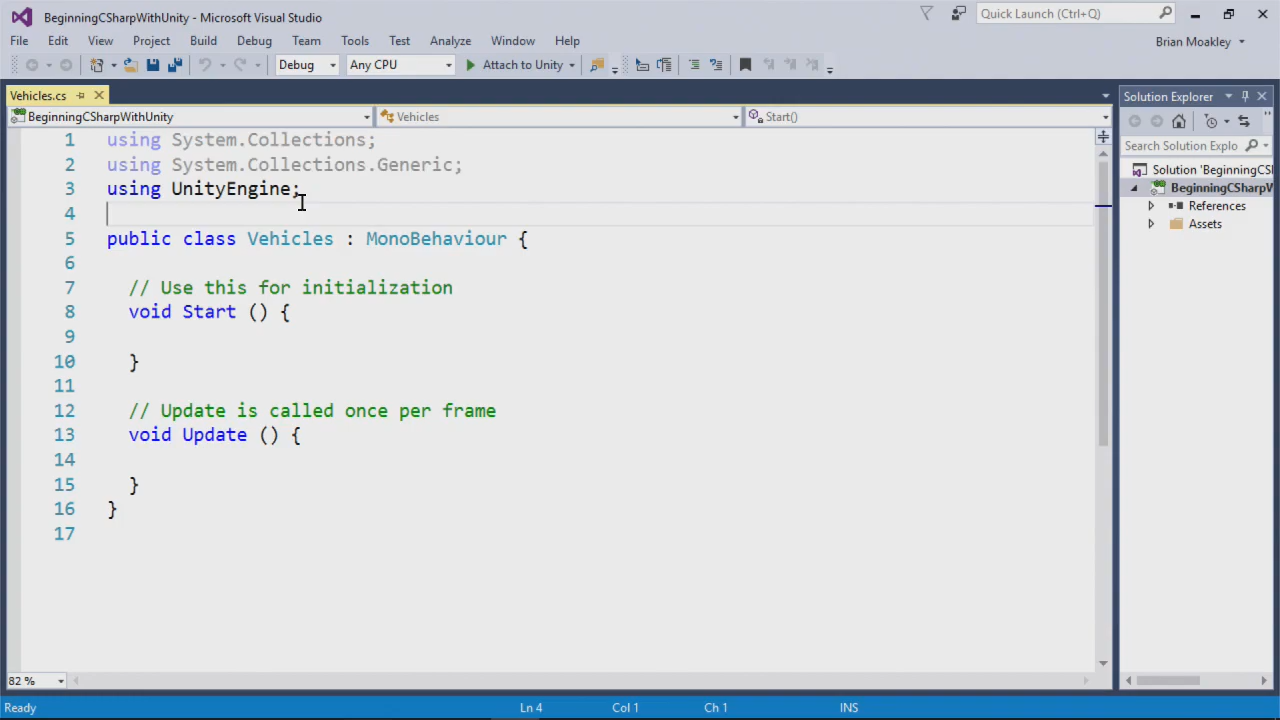 BeginningCSharpWithUnity - Microsoft Visual Studio
Quick Launch (Ctrl+Q)
File Edit View Project Build Debug Team Tools Test Analyze Window Help
Brian Moakley
Debug Any CPU Attach to Unity
Vehicles.cs
BeginningCSharpWithUnity Vehicles Start()
1 using System.Collections;
2 using System.Collections.Generic;
3 using UnityEngine;
4
5 public class Vehicles : MonoBehaviour {
6
7 // Use this for initialization
8 void Start () {
9
10 }
11
12 // Update is called once per frame
13 void Update () {
14
15 }
16 }
17
82 %
Solution Explorer
Search Solution Explo
Solution 'BeginningCSI
BeginningCSharpW
References
Assets
Ready Ln 4 Col 1 Ch 1 INS